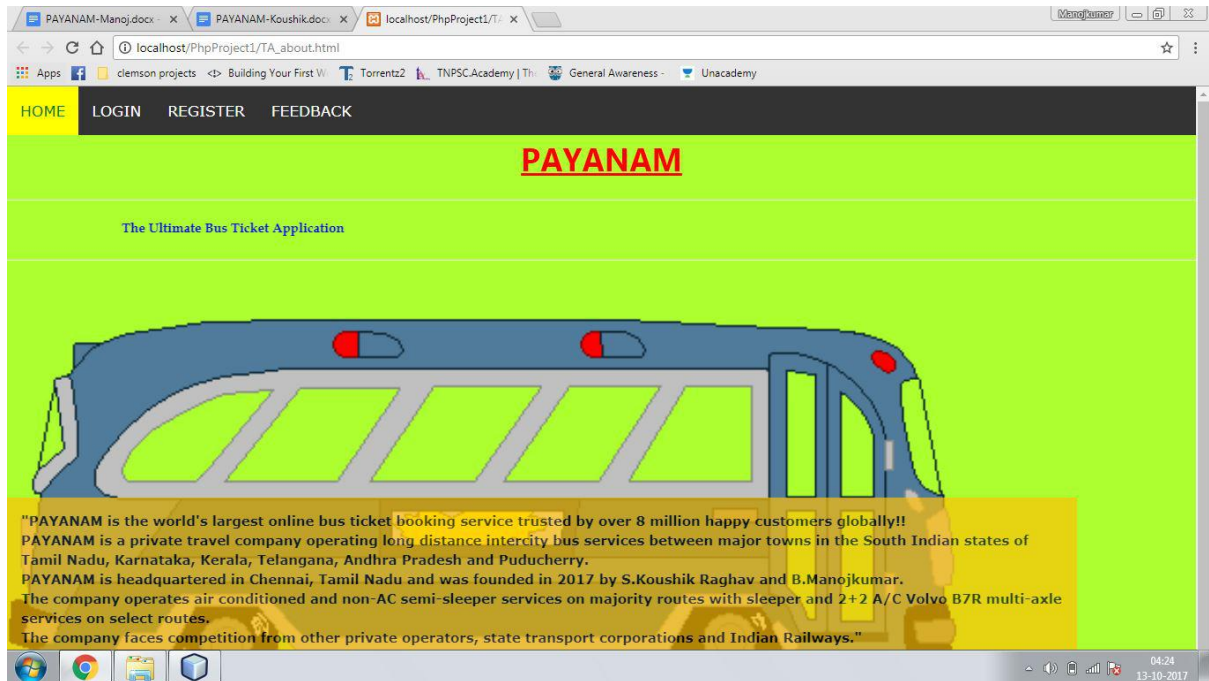 PAYANAM-Manoj.docx - PAYANAM-Koushik.docx localhost/PhpProject1/TA Manojkumar
localhost/PhpProject1/TA_about.html
Apps clemson projects Building Your First W Torrentz2 TNPSC.Academy | Th General Awareness - Unacademy
HOME LOGIN REGISTER FEEDBACK
PAYANAM
The Ultimate Bus Ticket Application
"PAYANAM is the world's largest online bus ticket booking service trusted by over 8 million happy customers globally!!
PAYANAM is a private travel company operating long distance intercity bus services between major towns in the South Indian states of
Tamil Nadu, Karnataka, Kerala, Telangana, Andhra Pradesh and Puducherry.
PAYANAM is headquartered in Chennai, Tamil Nadu and was founded in 2017 by S.Koushik Raghav and B.Manojkumar.
The company operates air conditioned and non-AC semi-sleeper services on majority routes with sleeper and 2+2 A/C Volvo B7R multi-axle
services on select routes.
The company faces competition from other private operators, state transport corporations and Indian Railways."
04:24
13-10-2017